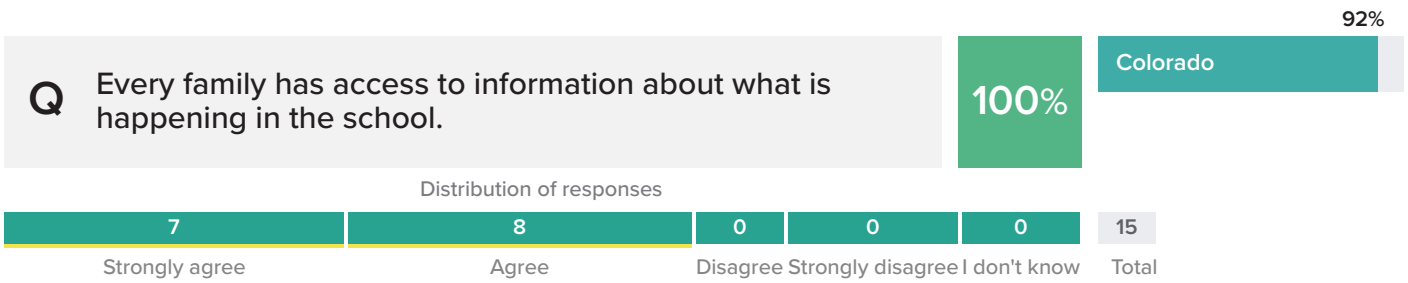 92%
Q
Every family has access to information about what is
happening in the school.
100%
Colorado
Distribution of responses
7 8 0 0 0 15
Strongly agree Agree Disagree Strongly disagree I don't know Total